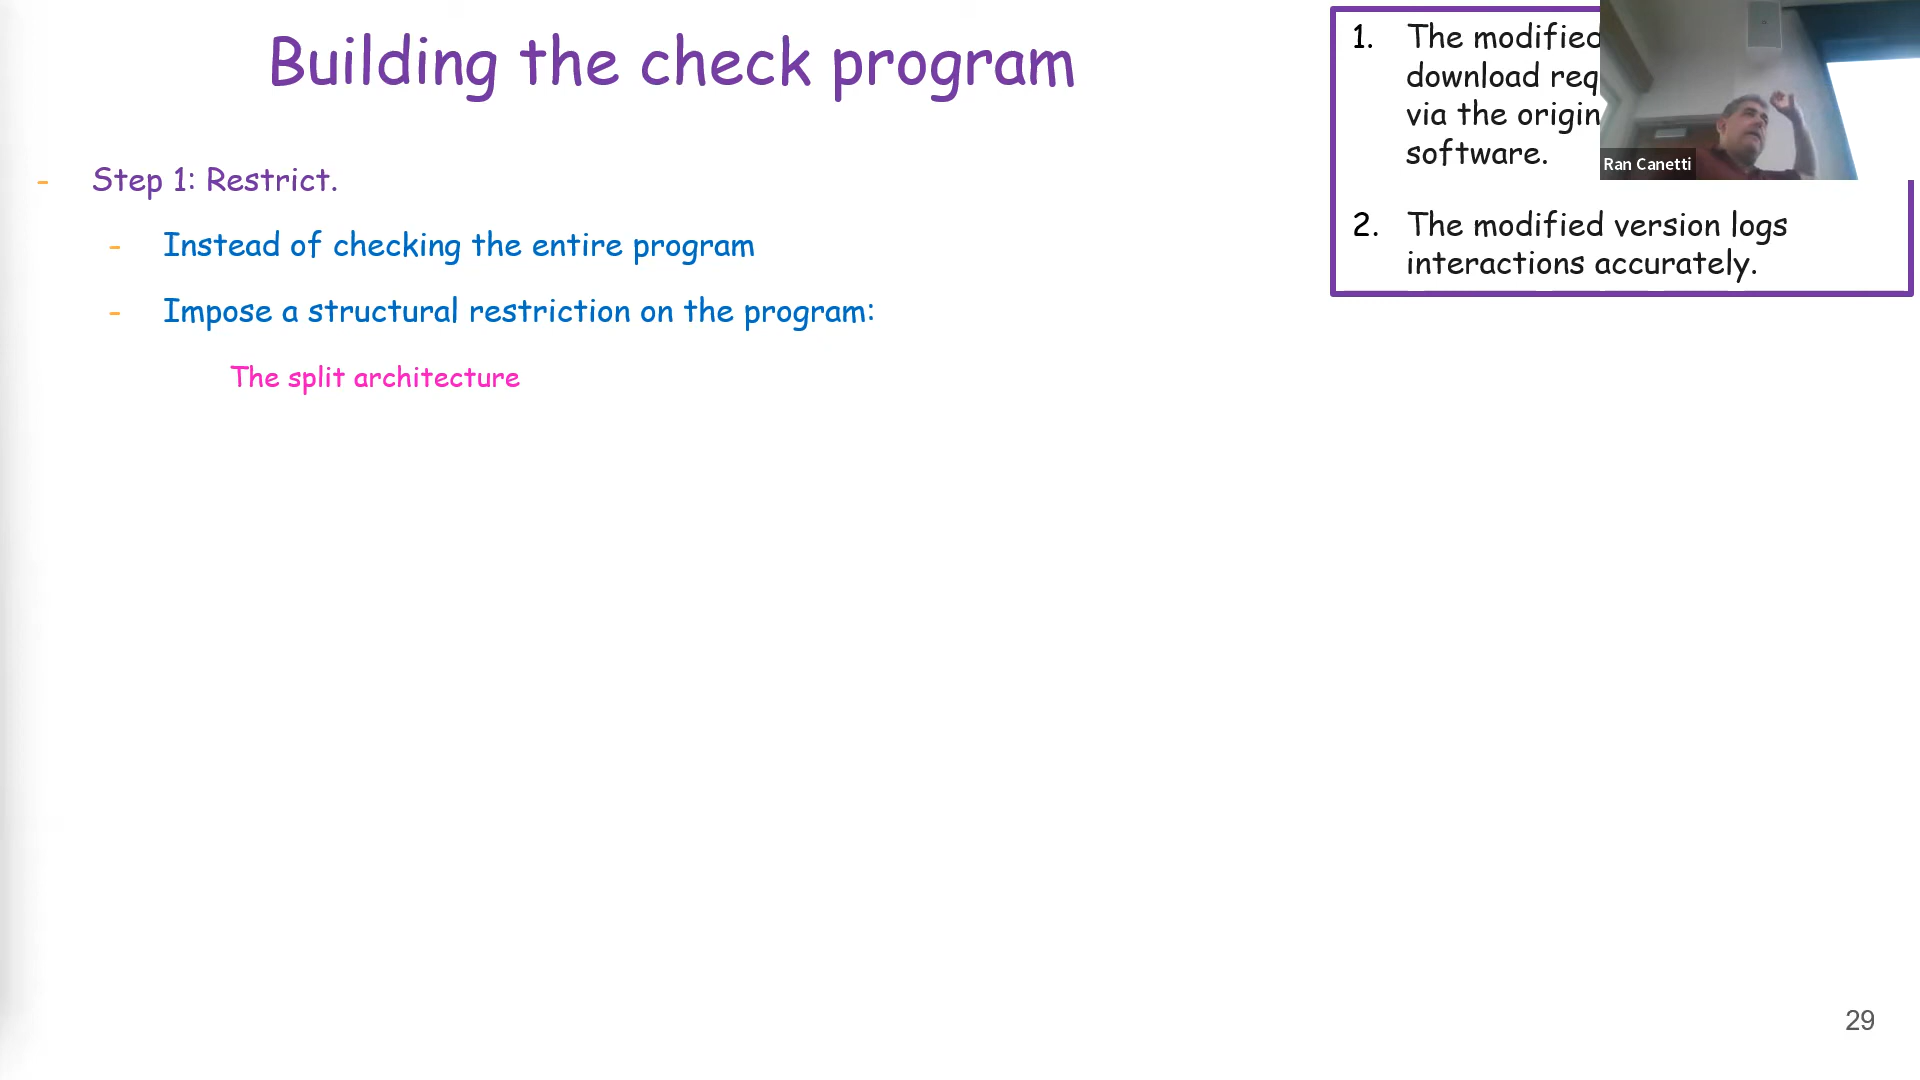 Building the check program
- Step 1: Restrict.
- Instead of checking the entire program
- Impose a structural restriction on the program:
The split architecture
1. The modified
download req
via the origin
software.
2. The modified version logs
interactions accurately.
Ran Canetti
29